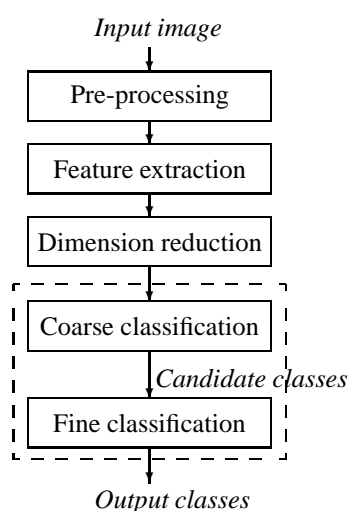 Input image
Pre-processing
Feature extraction
Dimension reduction
Coarse classification
Candidate classes
Fine classification
Output classes